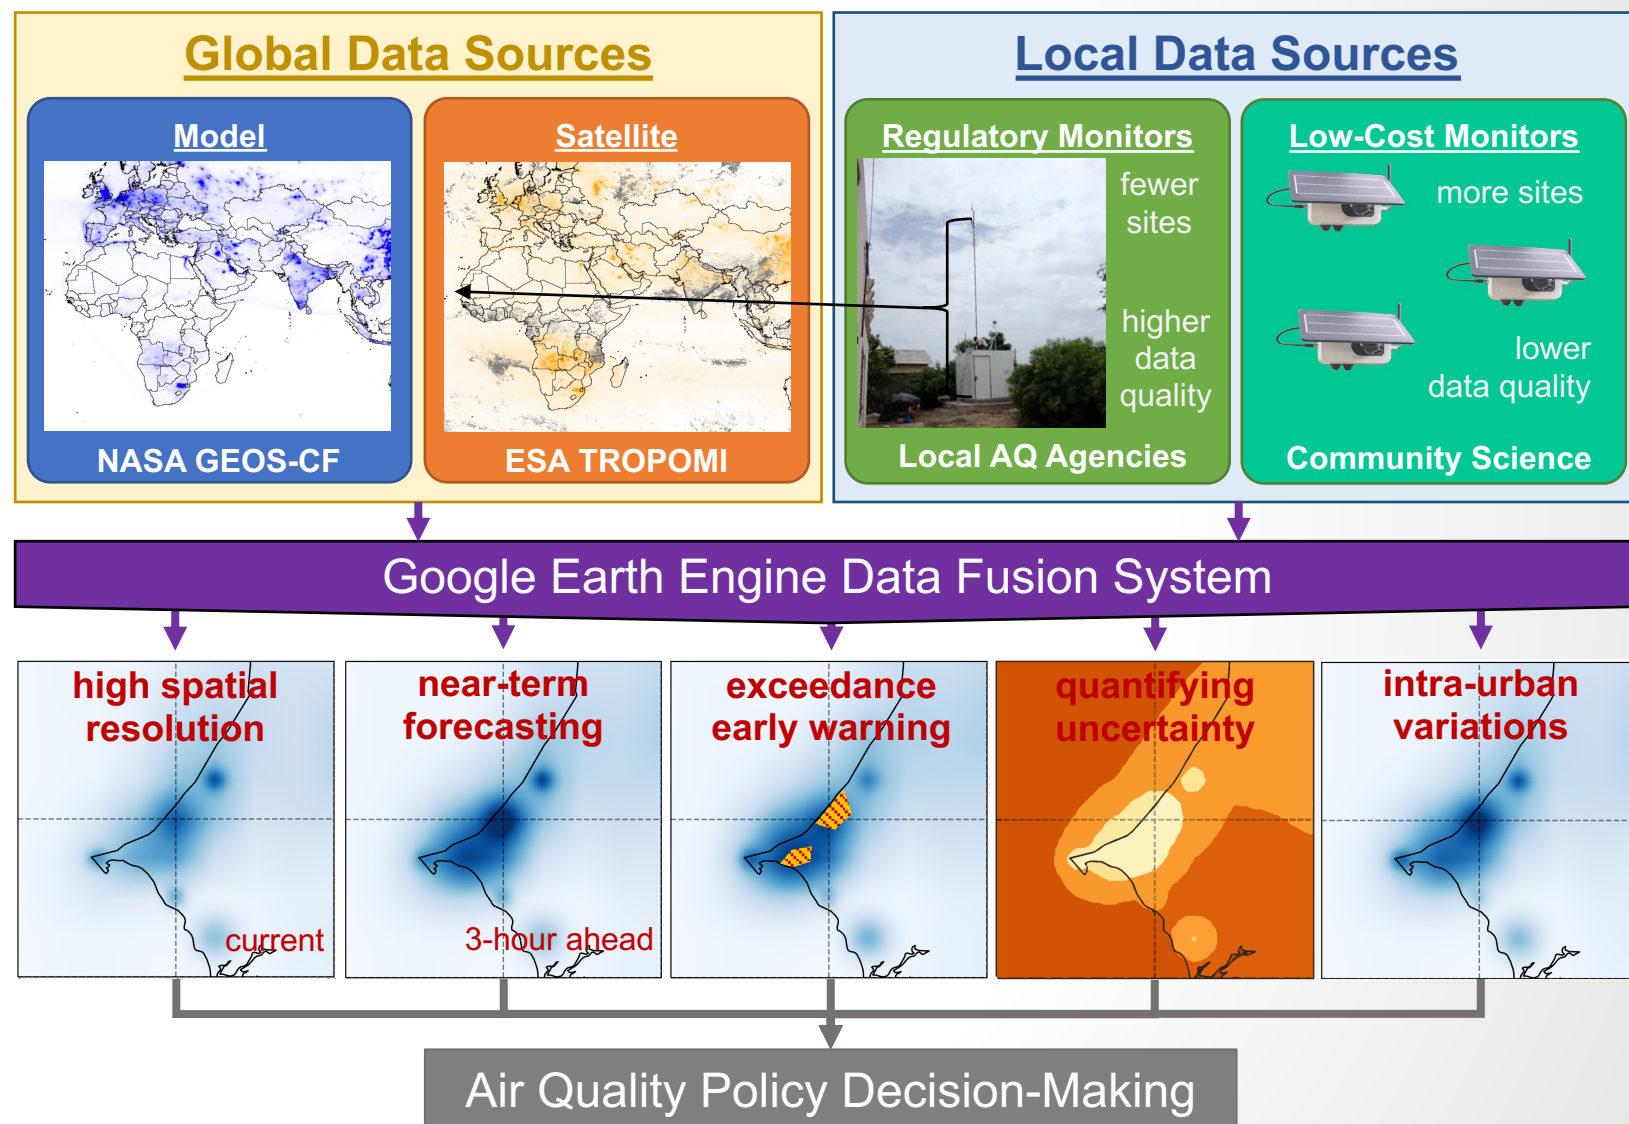 Global Data Sources
Local Data Sources
Model
NASA GEOS-CF
Satellite
ESA TROPOMI
Regulatory Monitors
fewer
sites
higher
data
quality
Local AQ Agencies
Low-Cost Monitors
more sites
lower
data quality
Community Science
Google Earth Engine Data Fusion System
high spatial
resolution
current
near-term
forecasting
3-hour ahead
exceedance
early warning
quantifying
uncertainty
intra-urban
variations
Air Quality Policy Decision-Making